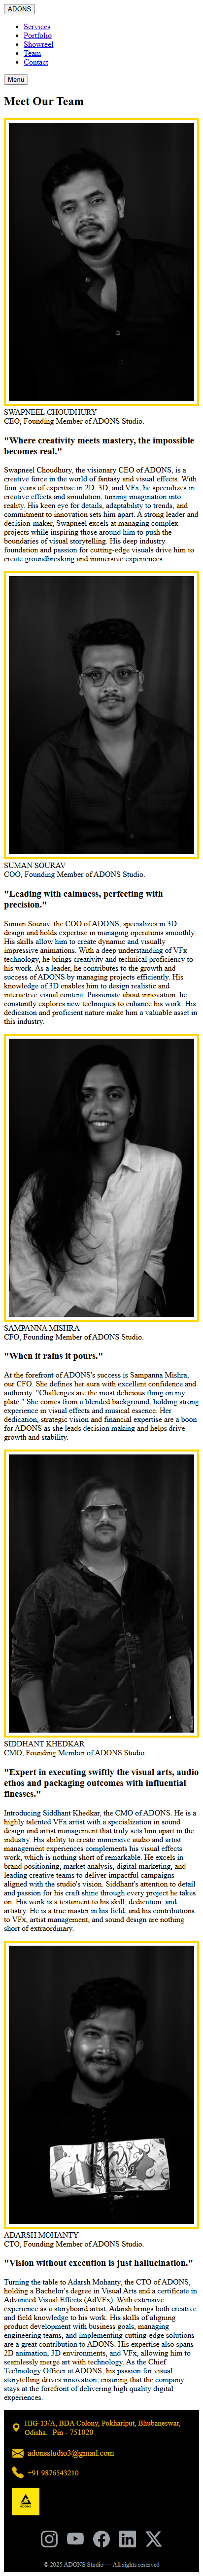 ADONS
Services
Portfolio
Showreel
Team
Contact
Menu
Meet Our Team
SWAPNEEL CHOUDHURY
CEO, Founding Member of ADONS Studio.
"Where creativity meets mastery, the impossible
becomes real."
Swapneel Choudhury, the visionary CEO of ADONS, is a
creative force in the world of fantasy and visual effects. With
four years of expertise in 2D, 3D, and VFx, he specializes in
creative effects and simulation, turning imagination into
reality. His keen eye for details, adaptability to trends, and
commitment to innovation sets him apart. A strong leader and
decision-maker, Swapneel excels at managing complex
projects while inspiring those around him to push the
boundaries of visual storytelling. His deep industry
foundation and passion for cutting-edge visuals drive him to
create groundbreaking and immersive experiences.
SUMAN SOURAV
COO, Founding Member of ADONS Studio.
"Leading with calmness, perfecting with
precision."
Suman Sourav, the COO of ADONS, specializes in 3D
design and holds expertise in managing operations smoothly.
His skills allow him to create dynamic and visually
impressive animations. With a deep understanding of VFx
technology, he brings creativity and technical proficiency to
his work. As a leader, he contributes to the growth and
success of ADONS by managing projects efficiently. His
knowledge of 3D enables him to design realistic and
interactive visual content. Passionate about innovation, he
constantly explores new techniques to enhance his work. His
dedication and proficient nature make him a valuable asset in
this industry.
SAMPANNA MISHRA
CFO, Founding Member of ADONS Studio.
"When it rains it pours."
At the forefront of ADONS's success is Sampanna Mishra,
our CFO. She defines her aura with excellent confidence and
authority. "Challenges are the most delicious thing on my
plate." She comes from a blended background, holding strong
experience in visual effects and musical essence. Her
dedication, strategic vision and financial expertise are a boon
for ADONS as she leads decision making and helps drive
growth and stability.
SIDDHANT KHEDKAR
CMO, Founding Member of ADONS Studio.
"Expert in executing swiftly the visual arts, audio
ethos and packaging outcomes with influential
finesses."
Introducing Siddhant Khedkar, the CMO of ADONS. He is a
highly talented VFx artist with a specialization in sound
design and artist management that truly sets him apart in the
industry. His ability to create immersive audio and artist
management experiences complements his visual effects
work, which is nothing short of remarkable. He excels in
brand positioning, market analysis, digital marketing, and
leading creative teams to deliver impactful campaigns
aligned with the studio's vision. Siddhant's attention to detail
and passion for his craft shine through every project he takes
on. His work is a testament to his skill, dedication, and
artistry. He is a true master in his field, and his contributions
to VFx, artist management, and sound design are nothing
short of extraordinary.
ADARSH MOHANTY
CTO, Founding Member of ADONS Studio.
"Vision without execution is just hallucination."
Turning the table to Adarsh Mohanty, the CTO of ADONS,
holding a Bachelor's degree in Visual Arts and a certificate in
Advanced Visual Effects (AdVFx). With extensive
experience as a storyboard artist, Adarsh brings both creative
and field knowledge to his work. His skills of aligning
product development with business goals, managing
engineering teams, and implementing cutting-edge solutions
are a great contribution to ADONS. His expertise also spans
2D animation, 3D environments, and VFx, allowing him to
seamlessly merge art with technology. As the Chief
Technology Officer at ADONS, his passion for visual
storytelling drives innovation, ensuring that the company
stays at the forefront of delivering high quality digital
experiences.
HIG-13/A, BDA Colony, Pokhariput, Bhubaneswar,
Odisha. Pin - 751020
adonsstudio3@gmail.com
+91 9876543210
ADONS
© 2025 ADONS Studio — All rights reserved